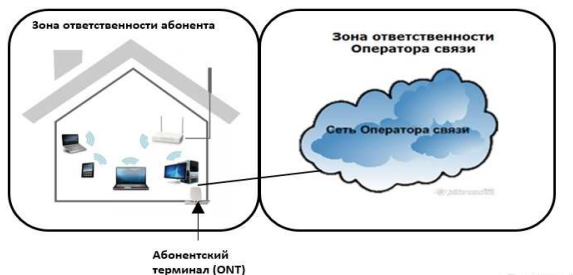 Зона ответственности абонента
Зона ответственности
Оператора связи
Сеть Оператора связи
Абонентский
терминал (ONT)